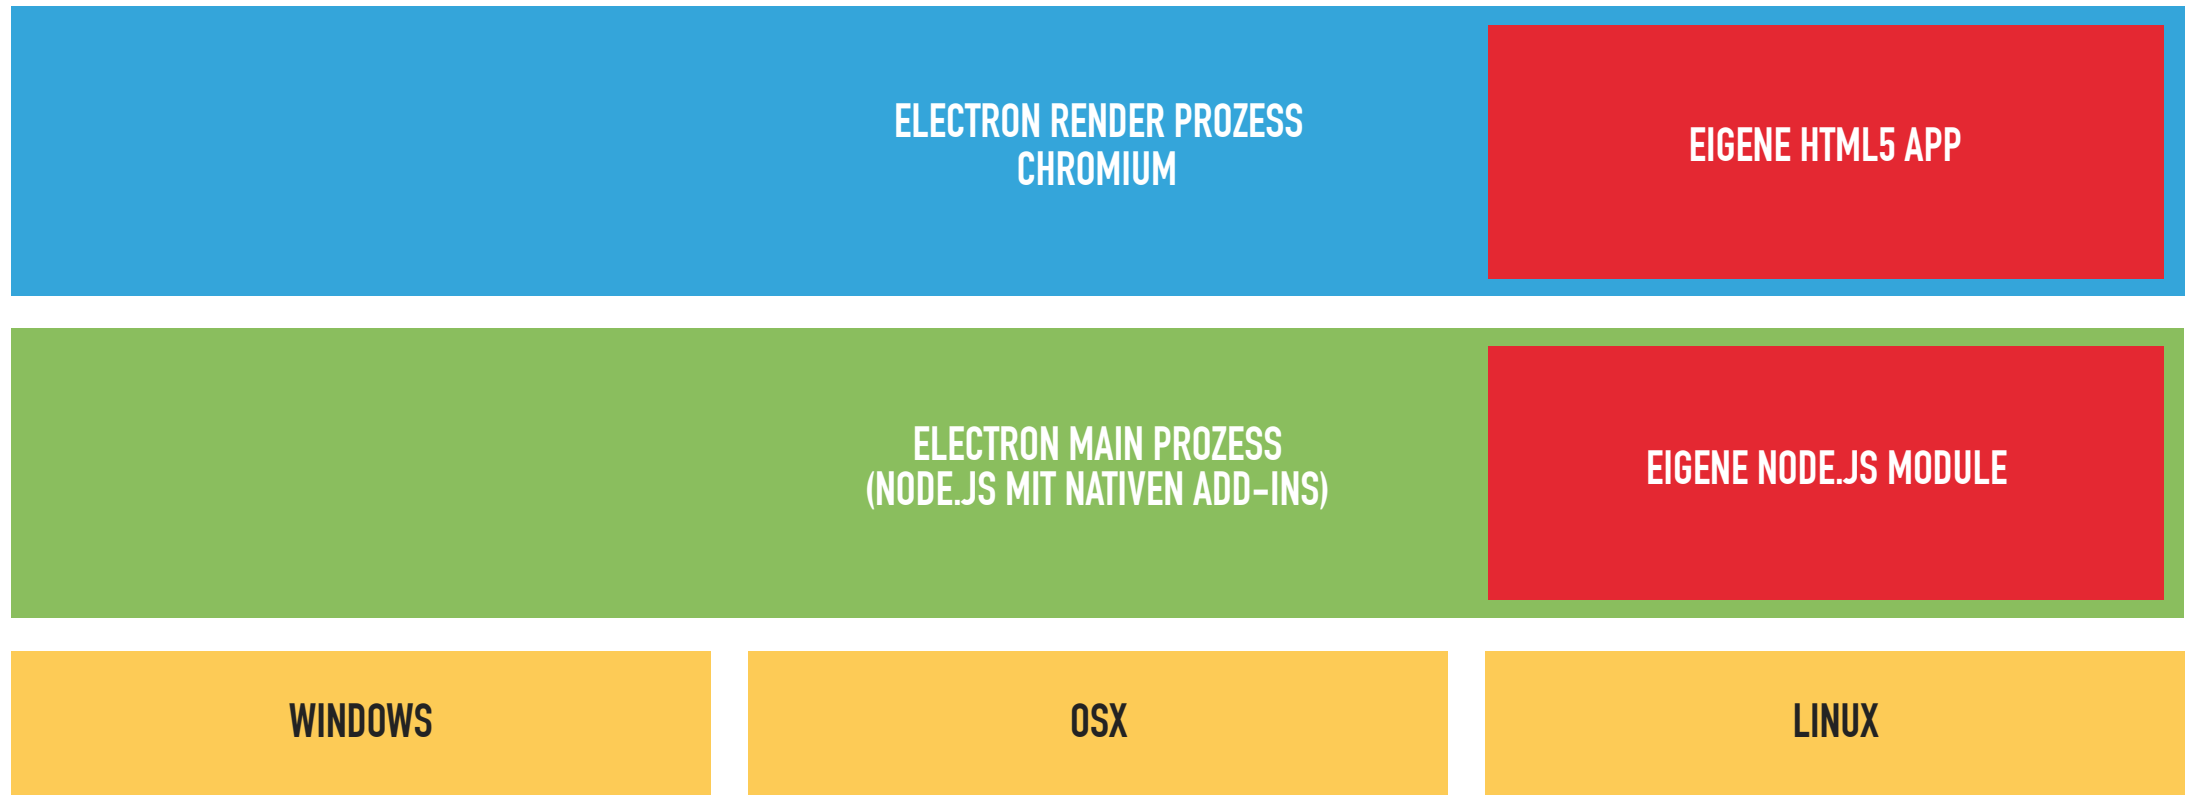 ELECTRON RENDER PROZESS
CHROMIUM
EIGENE HTML5 APP
ELECTRON MAIN PROZESS
(NODE.JS MIT NATIVEN ADD-INS)
EIGENE NODE.JS MODULE
WINDOWS
OSX
LINUX